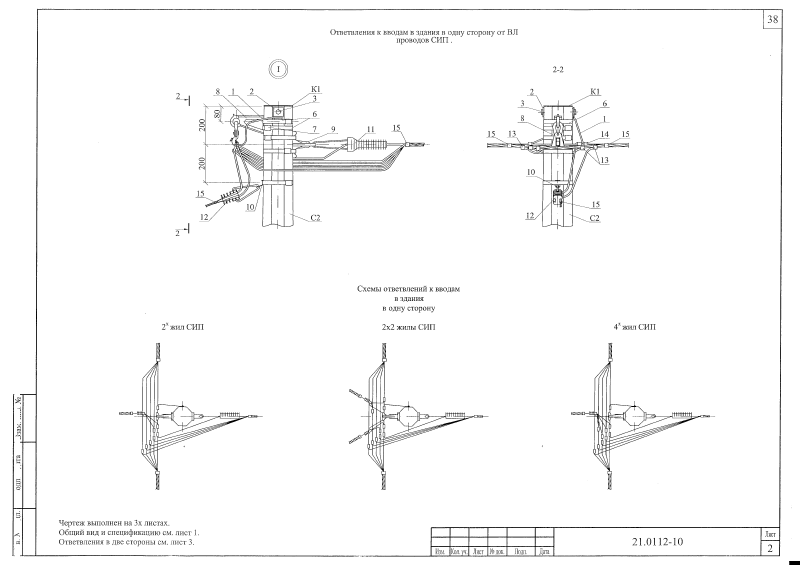 38
Ответвления к вводам в здания в одну сторону от ВЛ
проводов СИП .
1
2-2
2
8
1
2
К1
3
6
7
9
11
15
80
200
200
15
12
10
С2
2
2
К1
3
6
8
1
15
13
14
15
13
10
12
15
С2
Схемы ответвлений к вводам
в здания
в одну сторону
2х жил СИП
2х2 жилы СИП
4х жил СИП
Чертеж выполнен на 3х листах.
Общий вид и спецификацию см. лист 1.
Ответвления в две стороны см. лист 3.
Изм. Кол. уч. Лист № док. Подп. Дата
21.0112-10
Лист
2